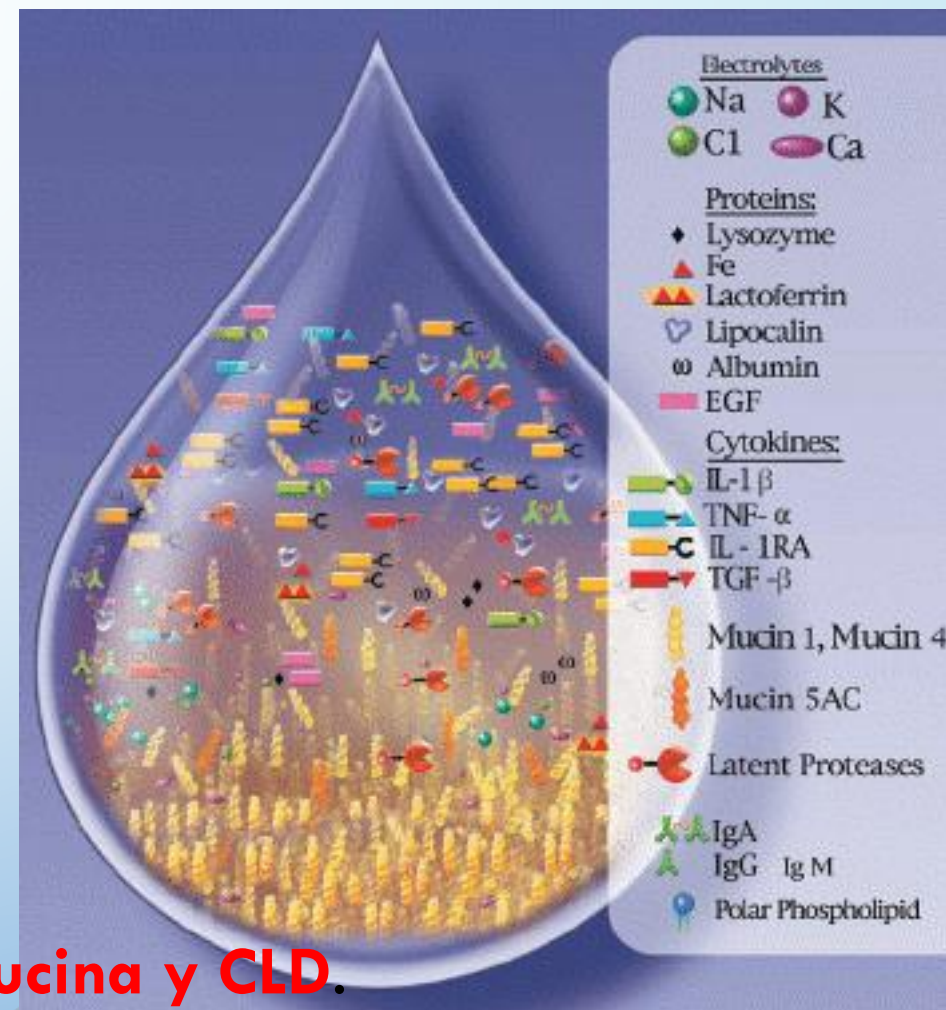 Electrolytes
Na K
Cl Ca
Proteins:
Lysozyme
Fe
Lactoferrin
Lipocalin
Albumin
EGF
Cytokines:
IL-1 β
TNF- α
IL - 1RA
TGF -β
Mucin 1, Mucin 4
Mucin 5AC
Latent Proteases
IgA
IgG Ig M
Polar Phospholipid
ucina y CLD.